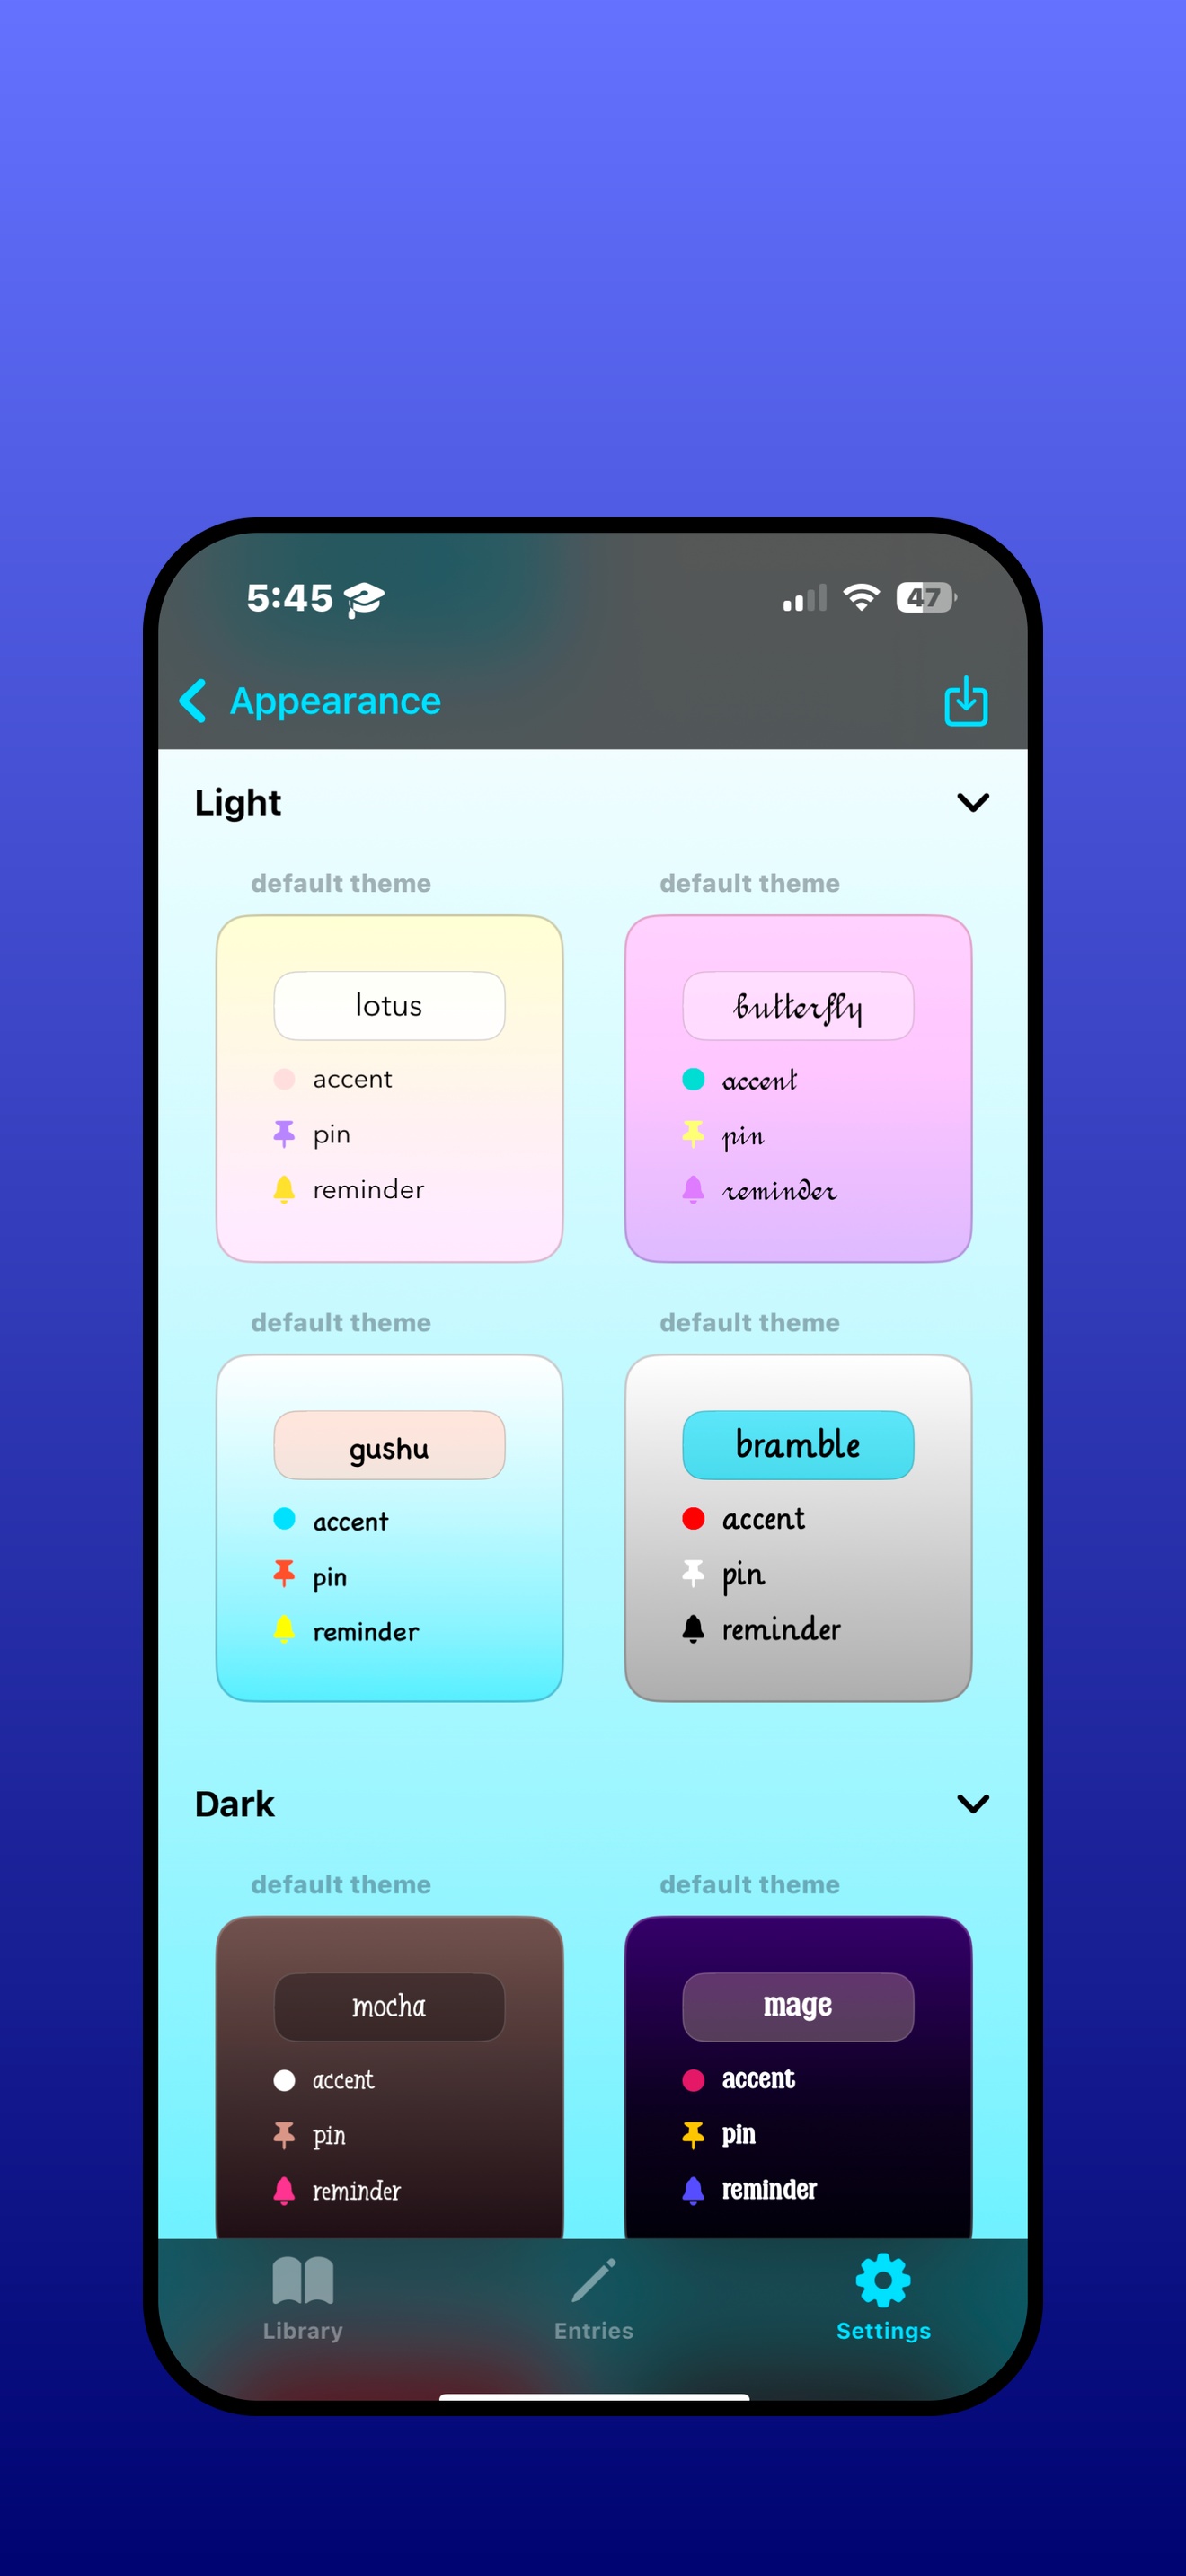 5:45
47
Appearance
Light
default theme
default theme
lotus
butterfly
accent
accent
pin
pin
reminder
reminder
default theme
default theme
gushu
bramble
accent
accent
pin
pin
reminder
reminder
Dark
default theme
default theme
mocha
mage
accent
accent
pin
pin
reminder
reminder
Library
Entries
Settings